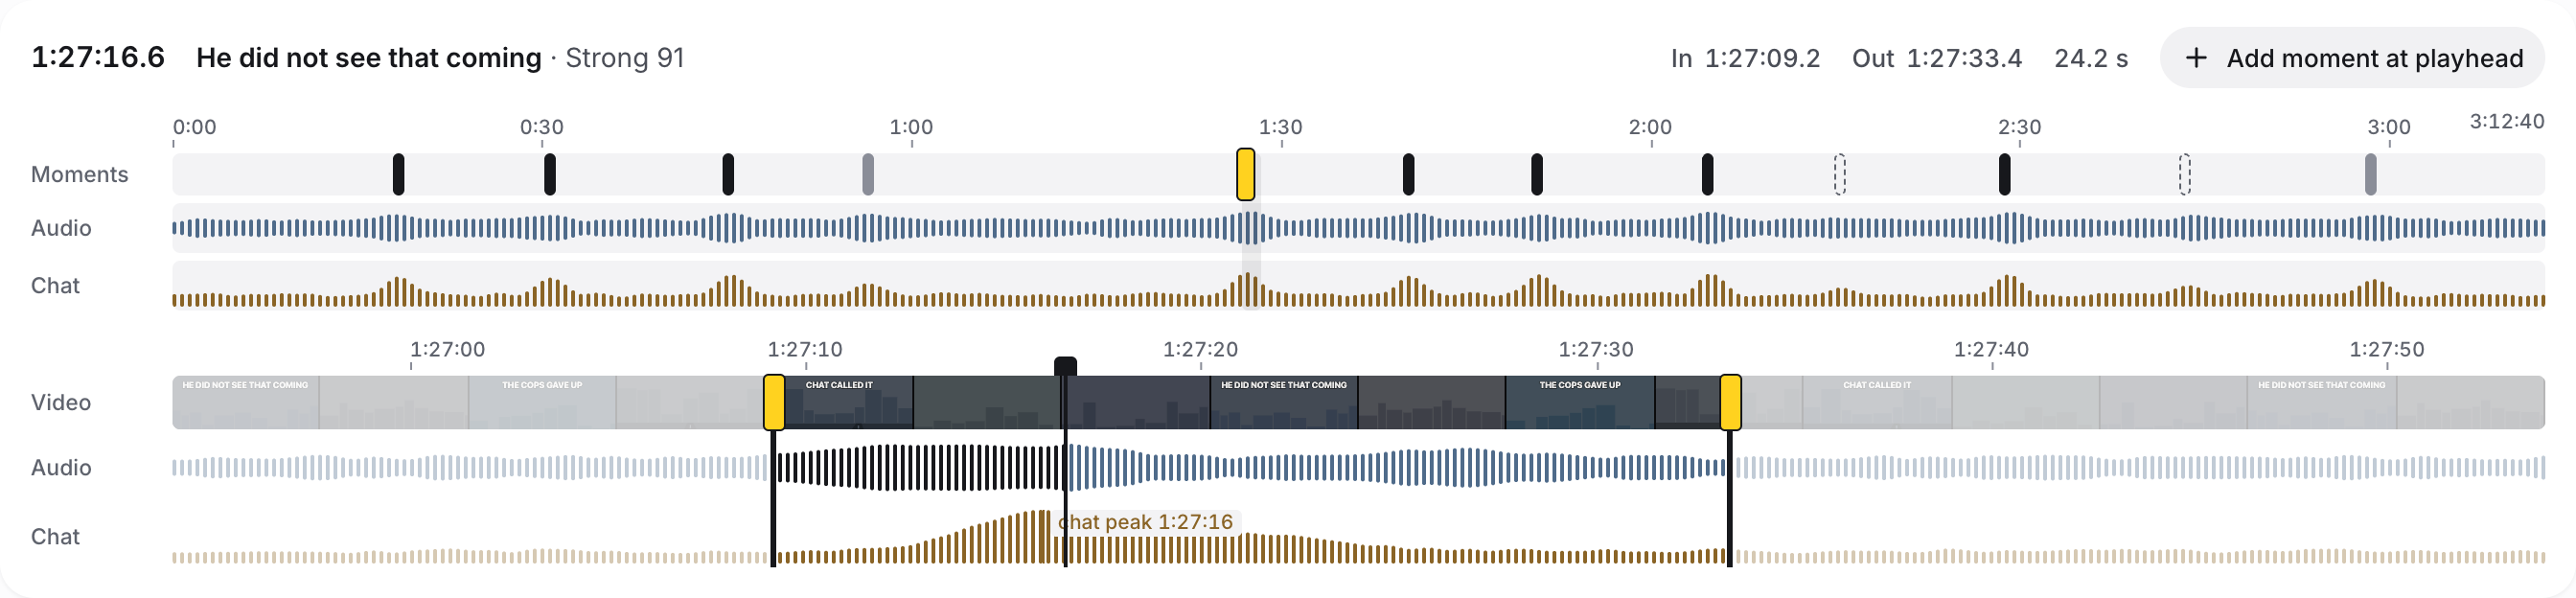 1:27:16.6 He did not see that coming · Strong 91 In 1:27:09.2 Out 1:27:33.4 24.2 s + Add moment at playhead
0:00 0:30 1:00 1:30 2:00 2:30 3:00 3:12:40
Moments
Audio
Chat
1:27:00 1:27:10 1:27:20 1:27:30 1:27:40 1:27:50
Video HE DID NOT SEE THAT COMING THE COPS GAVE UP CHAT CALLED IT HE DID NOT SEE THAT COMING THE COPS GAVE UP CHAT CALLED IT HE DID NOT SEE THAT COMING
Audio
Chat chat peak 1:27:16